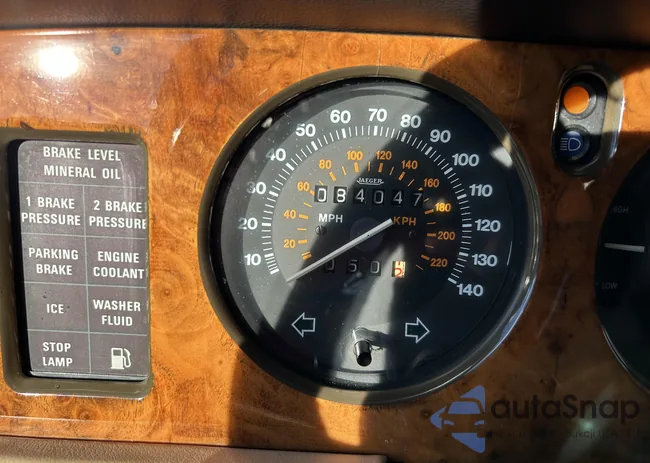 BRAKE LEVEL
MINERAL OIL
1 BRAKE PRESSURE
2 BRAKE PRESSURE
PARKING BRAKE
ENGINE COOLANT
ICE
WASHER FLUID
STOP LAMP
10 20 30 40 50 60 70 80 90 100 110 120 130 140
20 40 60 80 100 120 140 160 180 200 220
JAEGER
084047
MPH
KPH
HIGH
LOW
autoSnap